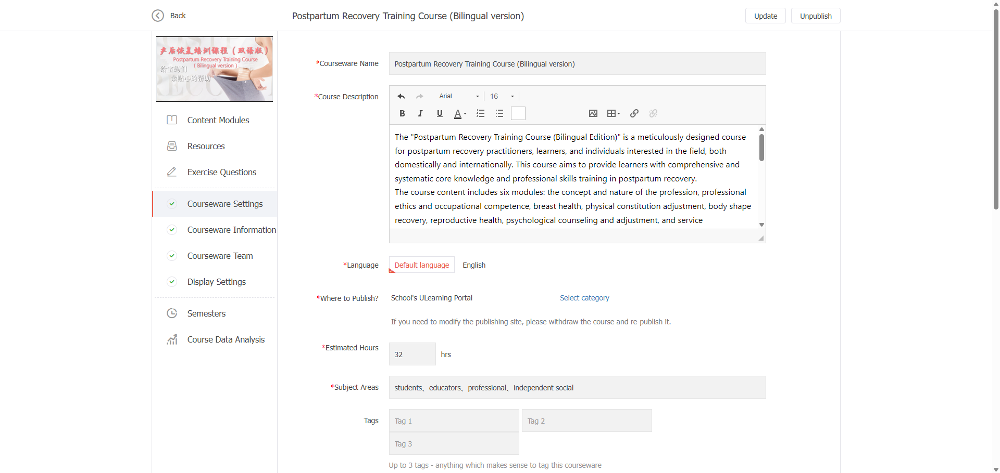 Back
Postpartum Recovery Training Course (Bilingual version)
Update
Unpublish
产后恢复培训课程（双语版）
Postpartum Recovery Training Course
( Bilingual version )
给宝妈们
最贴心的帮助
Content Modules
Resources
Exercise Questions
Courseware Settings
Courseware Information
Courseware Team
Display Settings
Semesters
Course Data Analysis
*Courseware Name
Postpartum Recovery Training Course (Bilingual version)
*Course Description
Arial
16
B I U A
The "Postpartum Recovery Training Course (Bilingual Edition)" is a meticulously designed course
for postpartum recovery practitioners, learners, and individuals interested in the field, both
domestically and internationally. This course aims to provide learners with comprehensive and
systematic core knowledge and professional skills training in postpartum recovery.
The course content includes six modules: the concept and nature of the profession, professional
ethics and occupational competence, breast health, physical constitution adjustment, body shape
recovery, reproductive health, psychological counseling and adjustment, and service
*Language
Default language
English
*Where to Publish?
School's ULearning Portal
Select category
If you need to modify the publishing site, please withdraw the course and re-publish it.
*Estimated Hours
32
hrs
*Subject Areas
students、educators、professional、independent social
Tags
Tag 1
Tag 2
Tag 3
Up to 3 tags - anything which makes sense to tag this courseware